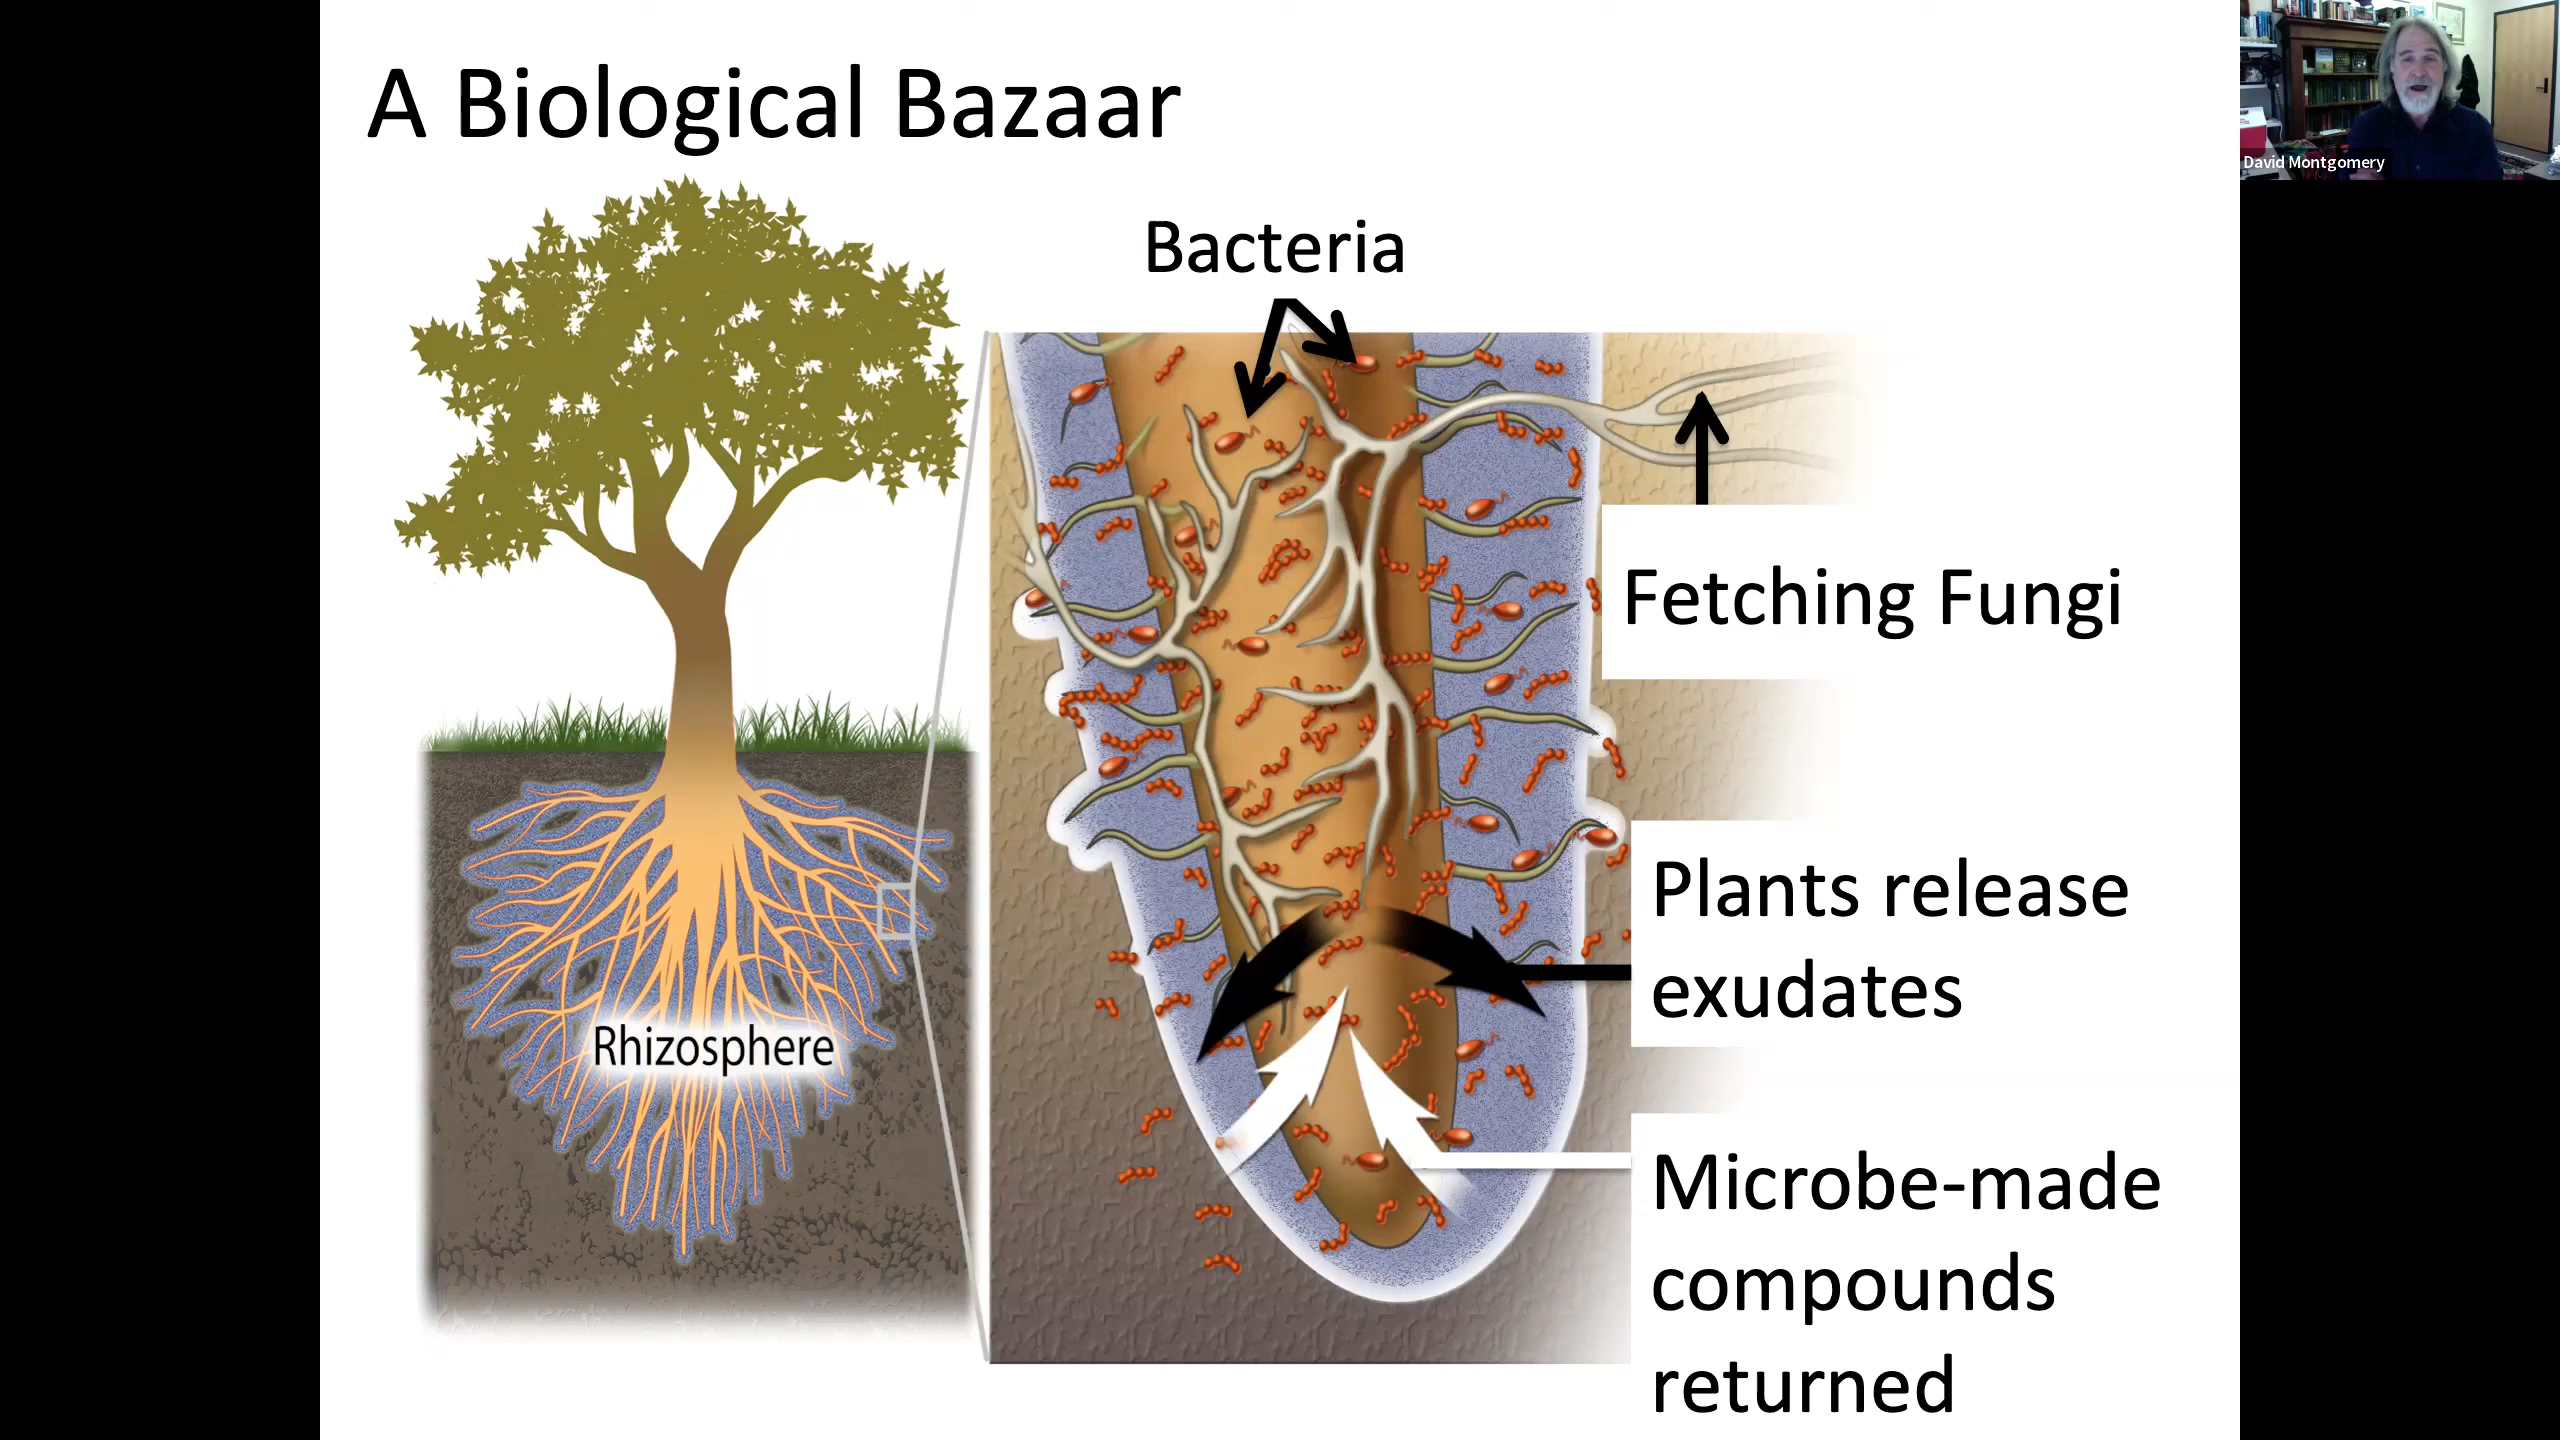 A Biological Bazaar
David Montgomery
Bacteria
Fetching Fungi
Plants release
exudates
Rhizosphere
Microbe-made
compounds
returned